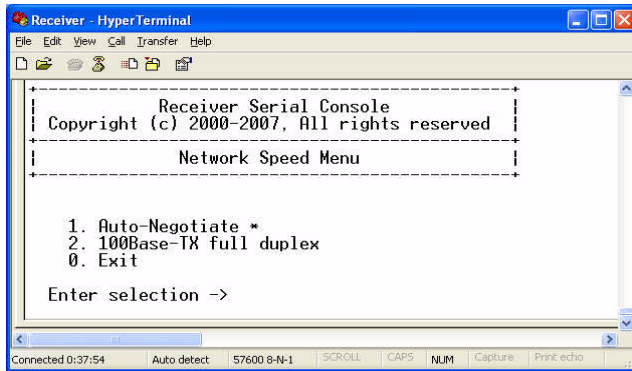 Receiver - HyperTerminal
File Edit View Call Transfer Help
Receiver Serial Console
Copyright (c) 2000-2007, All rights reserved
Network Speed Menu
1. Auto-Negotiate *
2. 100Base-TX full duplex
0. Exit
Enter selection ->
Connected 0:37:54 Auto detect 57600 8-N-1 SCROLL CAPS NUM Capture Print echo